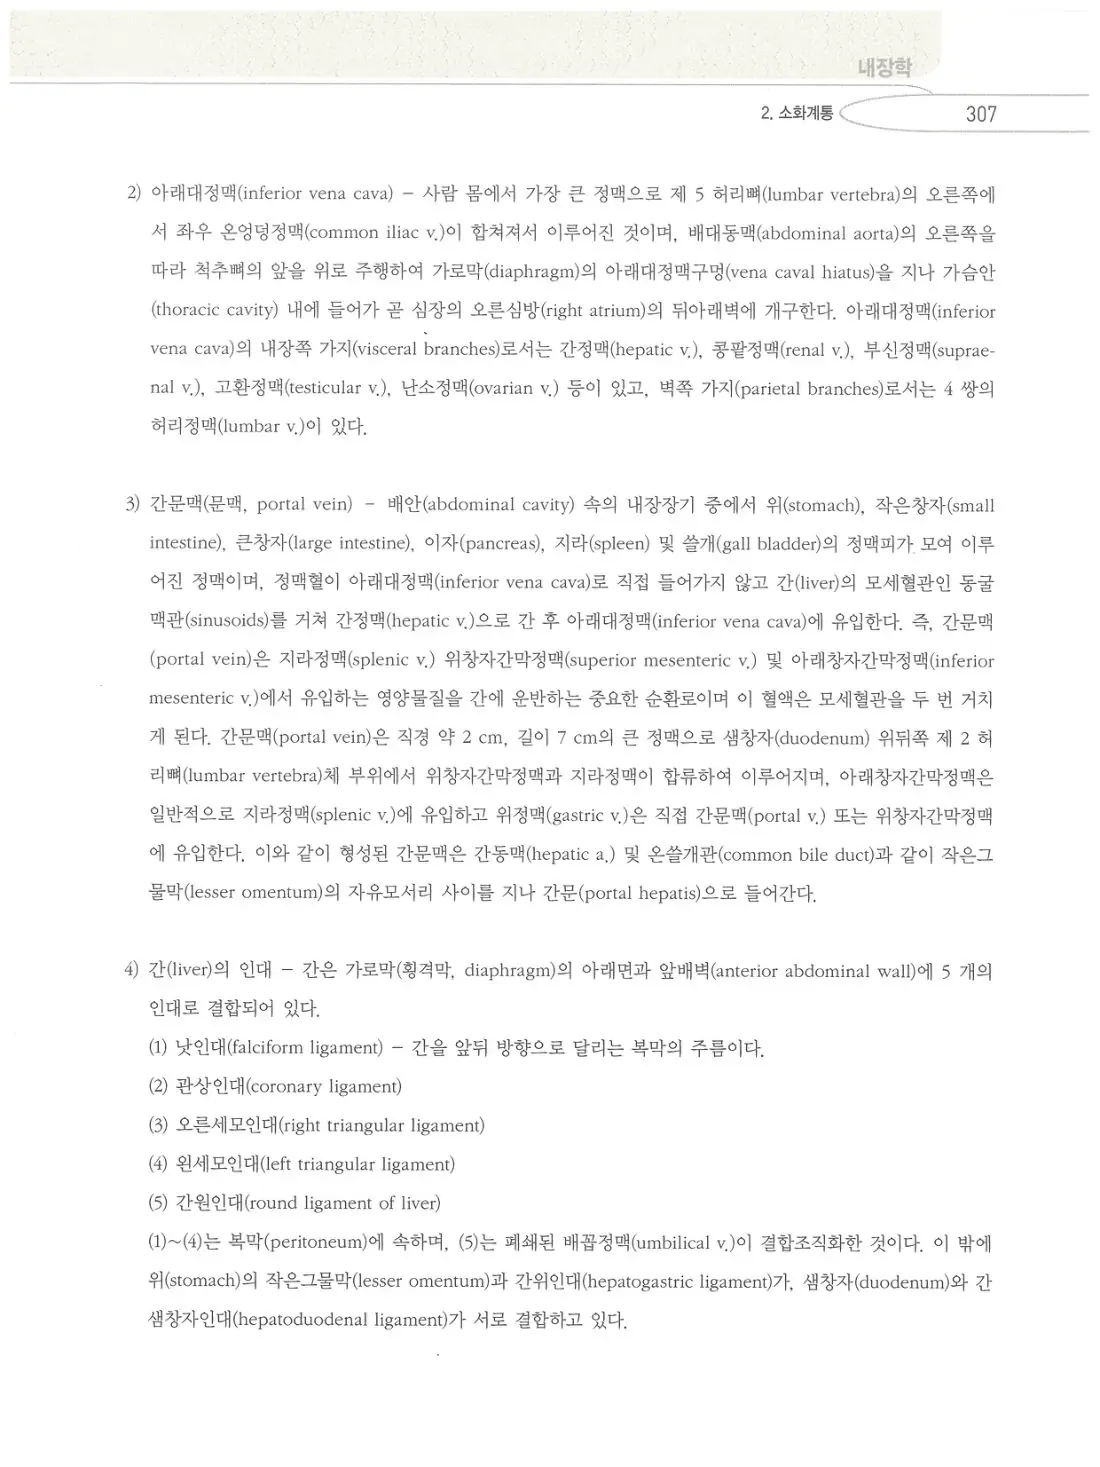 내장학
2. 소화계통
307
2) 아래대정맥(inferior vena cava) – 사람 몸에서 가장 큰 정맥으로 제 5 허리뼈(lumbar vertebra)의 오른쪽에
서 좌우 온엉덩정맥(common iliac v.)이 합쳐져서 이루어진 것이며, 배대동맥(abdominal aorta)의 오른쪽을
따라 척추뼈의 앞을 위로 주행하여 가로막(diaphragm)의 아래대정맥구멍(vena caval hiatus)을 지나 가슴안
(thoracic cavity) 내에 들어가 곧 심장의 오른심방(right atrium)의 뒤아래벽에 개구한다. 아래대정맥(inferior
vena cava)의 내장쪽 가지(visceral branches)로서는 간정맥(hepatic v.), 콩팥정맥(renal v.), 부신정맥(suprae-
nal v.), 고환정맥(testicular v.), 난소정맥(ovarian v.) 등이 있고, 벽쪽 가지(parietal branches)로서는 4 쌍의
허리정맥(lumbar v.)이 있다.
3) 간문맥(문맥, portal vein) – 배안(abdominal cavity) 속의 내장장기 중에서 위(stomach), 작은창자(small
intestine), 큰창자(large intestine), 이자(pancreas), 지라(spleen) 및 쓸개(gall bladder)의 정맥피가 모여 이루
어진 정맥이며, 정맥혈이 아래대정맥(inferior vena cava)로 직접 들어가지 않고 간(liver)의 모세혈관인 동굴
맥관(sinusoids)를 거쳐 간정맥(hepatic v.)으로 간 후 아래대정맥(inferior vena cava)에 유입한다. 즉, 간문맥
(portal vein)은 지라정맥(splenic v.) 위창자간막정맥(superior mesenteric v.) 및 아래창자간막정맥(inferior
mesenteric v.)에서 유입하는 영양물질을 간에 운반하는 중요한 순환로이며 이 혈액은 모세혈관을 두 번 거치
게 된다. 간문맥(portal vein)은 직경 약 2 cm, 길이 7 cm의 큰 정맥으로 샘창자(duodenum) 위뒤쪽 제 2 허
리뼈(lumbar vertebra)체 부위에서 위창자간막정맥과 지라정맥이 합류하여 이루어지며, 아래창자간막정맥은
일반적으로 지라정맥(splenic v.)에 유입하고 위정맥(gastric v.)은 직접 간문맥(portal v.) 또는 위창자간막정맥
에 유입한다. 이와 같이 형성된 간문맥은 간동맥(hepatic a.) 및 온쓸개관(common bile duct)과 같이 작은그
물막(lesser omentum)의 자유모서리 사이를 지나 간문(portal hepatis)으로 들어간다.
4) 간(liver)의 인대 – 간은 가로막(횡격막, diaphragm)의 아래면과 앞배벽(anterior abdominal wall)에 5 개의
인대로 결합되어 있다.
(1) 낫인대(falciform ligament) – 간을 앞뒤 방향으로 달리는 복막의 주름이다.
(2) 관상인대(coronary ligament)
(3) 오른세모인대(right triangular ligament)
(4) 왼세모인대(left triangular ligament)
(5) 간원인대(round ligament of liver)
(1)~(4)는 복막(peritoneum)에 속하며, (5)는 폐쇄된 배꼽정맥(umbilical v.)이 결합조직화한 것이다. 이 밖에
위(stomach)의 작은그물막(lesser omentum)과 간위인대(hepatogastric ligament)가, 샘창자(duodenum)와 간
샘창자인대(hepatoduodenal ligament)가 서로 결합하고 있다.